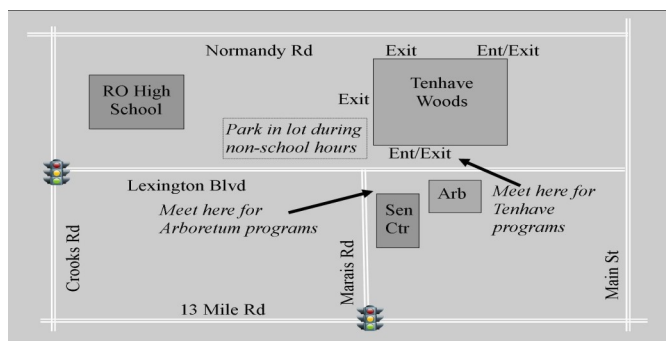 Normandy Rd
Exit
Ent/Exit
RO High
School
Tenhave
Woods
Exit
Park in lot during
non-school hours
Ent/Exit
Lexington Blvd
Meet here for
Arboretum programs
Sen
Ctr
Arb
Meet here for
Tenhave
programs
Crooks Rd
Marais Rd
Main St
13 Mile Rd